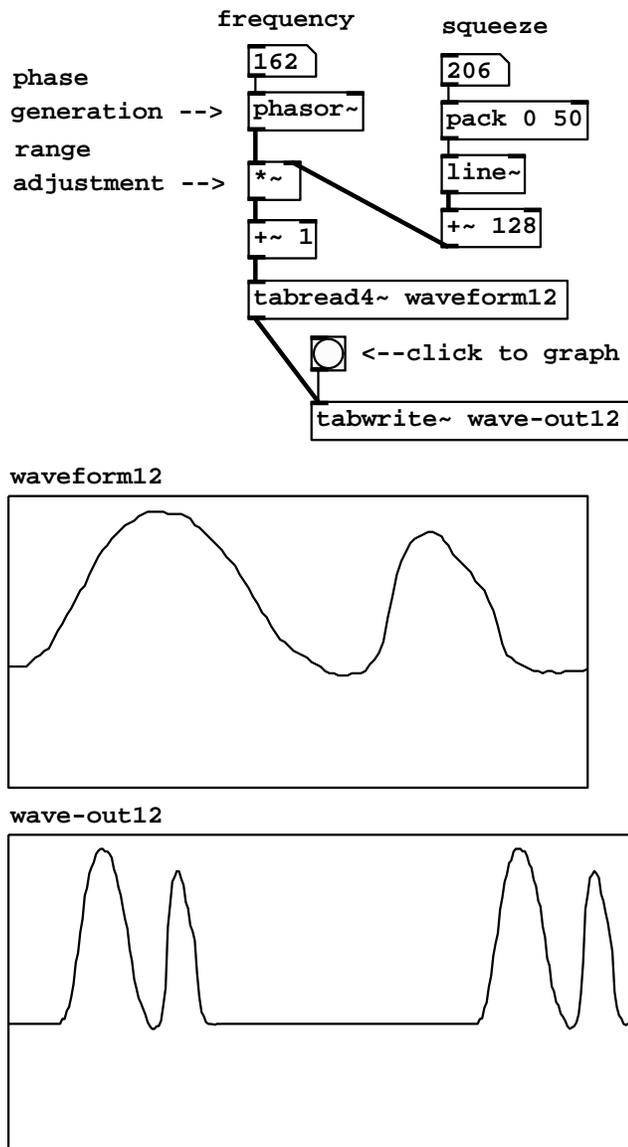 frequency
squeeze
162
206
phase
generation -->
phasor~
pack 0 50
range
adjustment -->
*~
line~
+~ 1
+~ 128
tabread4~ waveform12
<--click to graph
tabwrite~ wave-out12
waveform12
wave-out12